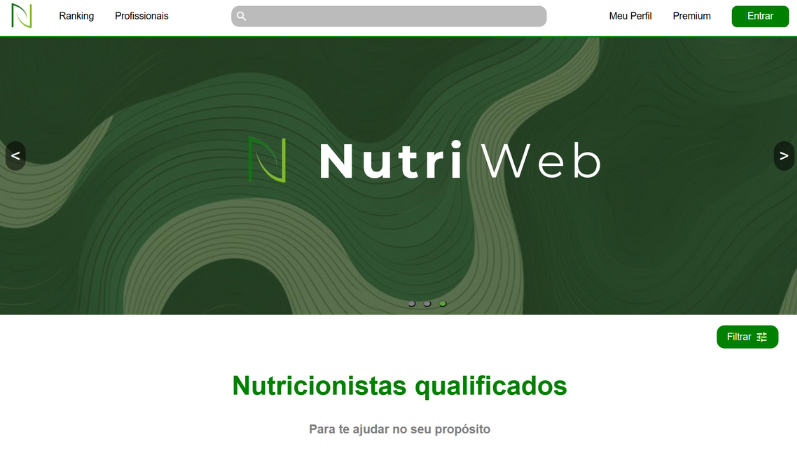 Ranking Profissionais Meu Perfil Premium Entrar
Nutri Web
< >
Filtrar
Nutricionistas qualificados
Para te ajudar no seu propósito